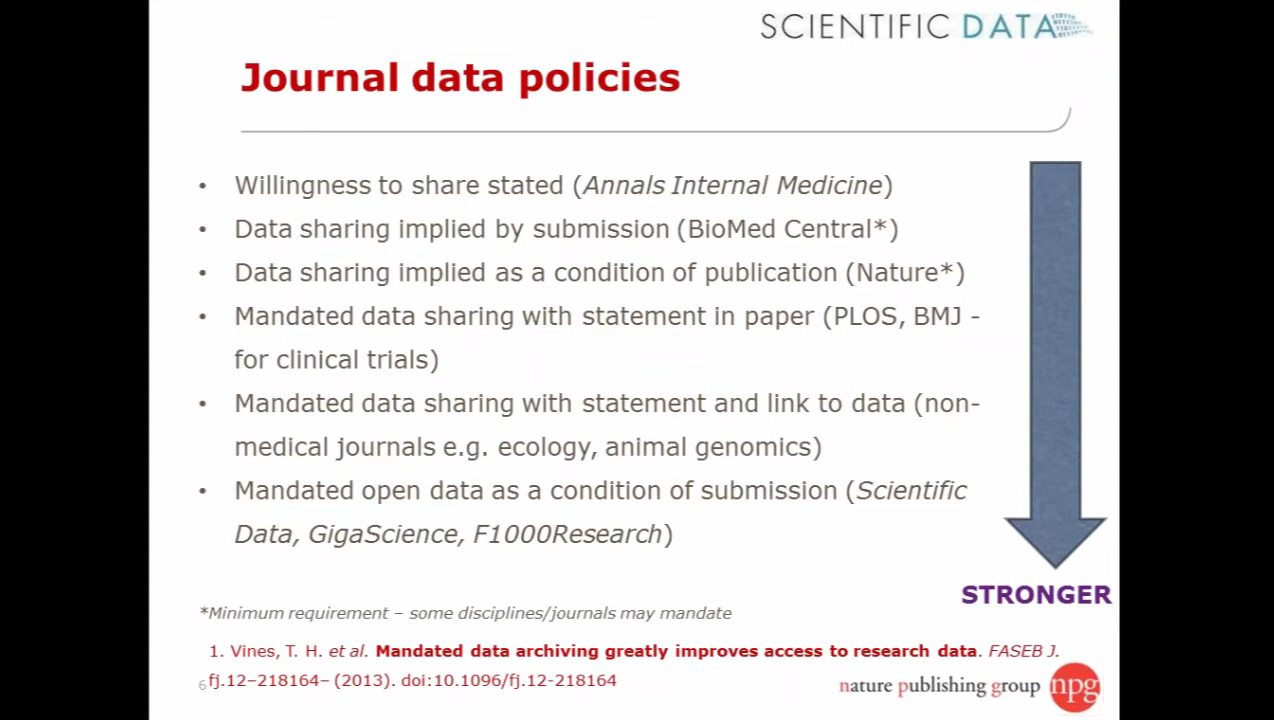 SCIENTIFIC DATA
Journal data policies
• Willingness to share stated (Annals Internal Medicine)
• Data sharing implied by submission (BioMed Central*)
• Data sharing implied as a condition of publication (Nature*)
• Mandated data sharing with statement in paper (PLOS, BMJ -
for clinical trials)
• Mandated data sharing with statement and link to data (non-
medical journals e.g. ecology, animal genomics)
• Mandated open data as a condition of submission (Scientific
Data, GigaScience, F1000Research)
STRONGER
*Minimum requirement – some disciplines/journals may mandate
1. Vines, T. H. et al. Mandated data archiving greatly improves access to research data. FASEB J.
fj.12–218164– (2013). doi:10.1096/fj.12-218164
6
nature publishing group npg